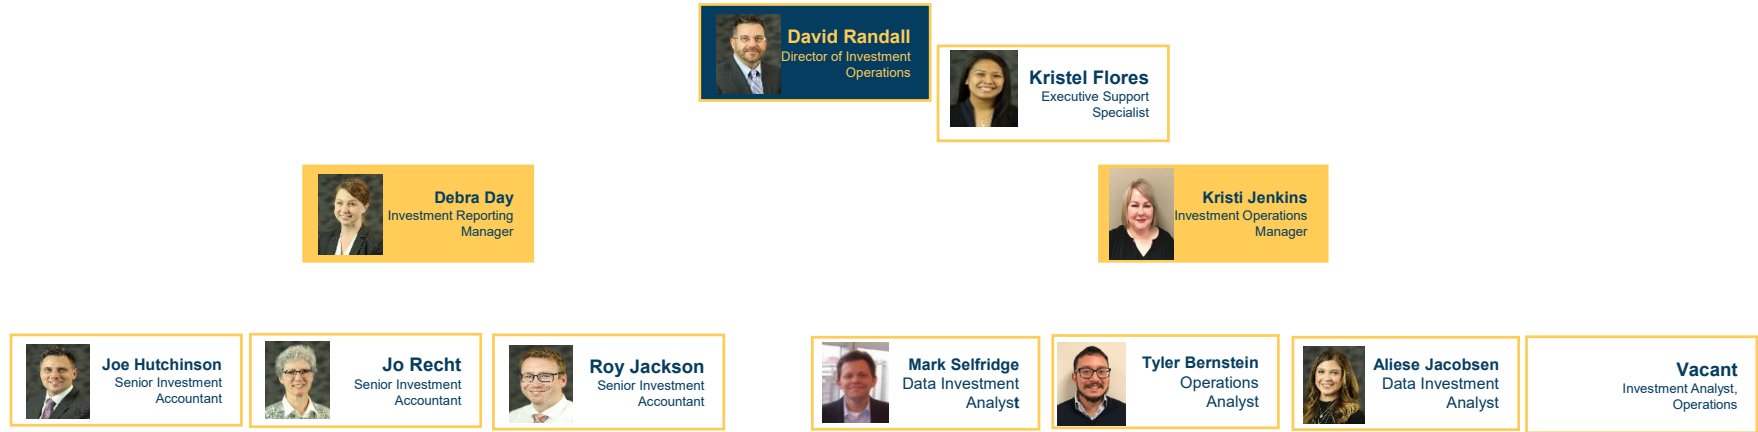 David Randall
Director of Investment
Operations
Kristel Flores
Executive Support
Specialist
Debra Day
Investment Reporting
Manager
Kristi Jenkins
Investment Operations
Manager
Joe Hutchinson
Senior Investment
Accountant
Jo Recht
Senior Investment
Accountant
Roy Jackson
Senior Investment
Accountant
Mark Selfridge
Data Investment
Analyst
Tyler Bernstein
Operations
Analyst
Aliese Jacobsen
Data Investment
Analyst
Vacant
Investment Analyst,
Operations